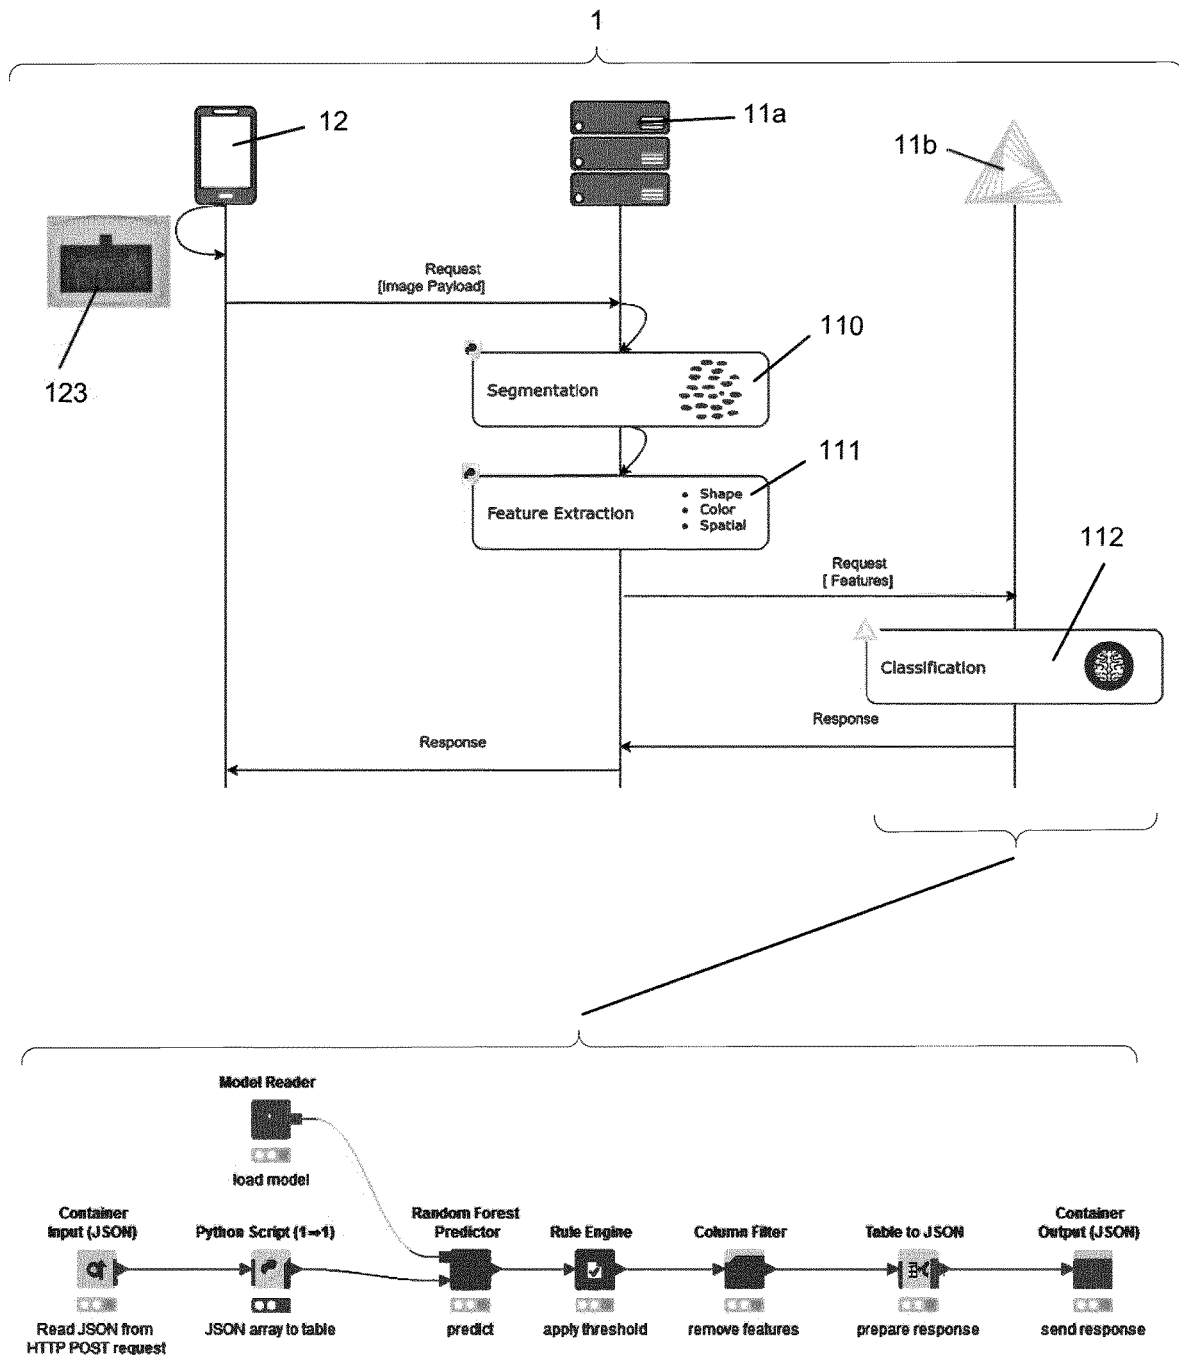 1
12
11a
11b
123
Request
[Image Payload]
110
Segmentation
111
Feature Extraction
• Shape
• Color
• Spatial
Request
[ Features]
112
Classification
Response
Response
Model Reader
load model
Container
Input (JSON)
Read JSON from
HTTP POST request
Python Script (1⇒1)
JSON array to table
Random Forest
Predictor
predict
Rule Engine
apply threshold
Column Filter
remove features
Table to JSON
prepare response
Container
Output (JSON)
send response